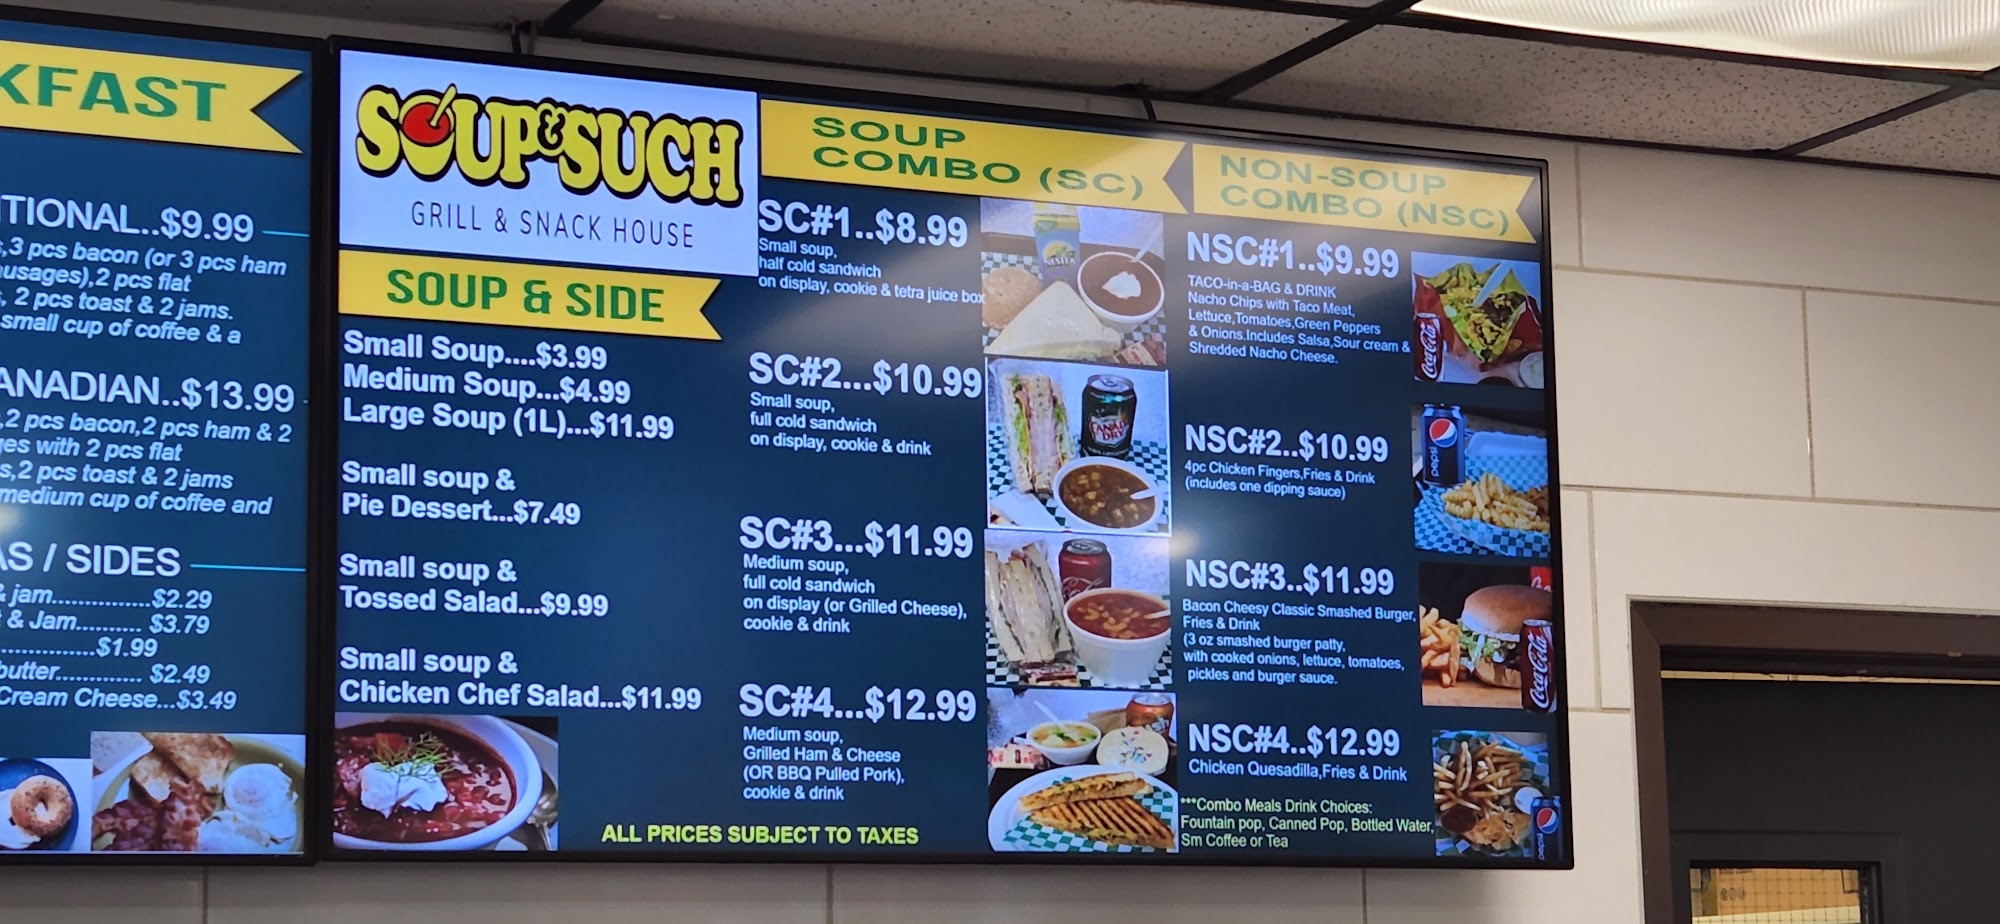 KFAST
TIONAL..$9.99
,3 pcs bacon (or 3 pcs ham
usages),2 pcs flat
, 2 pcs toast & 2 jams.
small cup of coffee & a
ANADIAN..$13.99
,2 pcs bacon,2 pcs ham & 2
es with 2 pcs flat
s,2 pcs toast & 2 jams
medium cup of coffee and
AS / SIDES
& jam...............$2.29
& Jam.......... $3.79
...............$1.99
butter............. $2.49
Cream Cheese...$3.49
SOUP&SUCH
GRILL & SNACK HOUSE
SOUP & SIDE
Small Soup....$3.99
Medium Soup...$4.99
Large Soup (1L)...$11.99
Small soup &
Pie Dessert...$7.49
Small soup &
Tossed Salad...$9.99
Small soup &
Chicken Chef Salad...$11.99
SOUP
COMBO (SC)
SC#1..$8.99
Small soup,
half cold sandwich
on display, cookie & tetra juice box
SC#2...$10.99
Small soup,
full cold sandwich
on display, cookie & drink
SC#3...$11.99
Medium soup,
full cold sandwich
on display (or Grilled Cheese),
cookie & drink
SC#4...$12.99
Medium soup,
Grilled Ham & Cheese
(OR BBQ Pulled Pork),
cookie & drink
ALL PRICES SUBJECT TO TAXES
NESTEA
CANADA
DRY
NON-SOUP
COMBO (NSC)
NSC#1..$9.99
TACO-in-a-BAG & DRINK
Nacho Chips with Taco Meat,
Lettuce,Tomatoes,Green Peppers
& Onions.Includes Salsa,Sour cream &
Shredded Nacho Cheese.
Coca-Cola
NSC#2..$10.99
4pc Chicken Fingers,Fries & Drink
(includes one dipping sauce)
pepsi
NSC#3..$11.99
Bacon Cheesy Classic Smashed Burger,
Fries & Drink
(3 oz smashed burger patty,
with cooked onions, lettuce, tomatoes,
pickles and burger sauce.
Coca-Cola
NSC#4..$12.99
Chicken Quesadilla,Fries & Drink
pepsi
***Combo Meals Drink Choices:
Fountain pop, Canned Pop, Bottled Water,
Sm Coffee or Tea